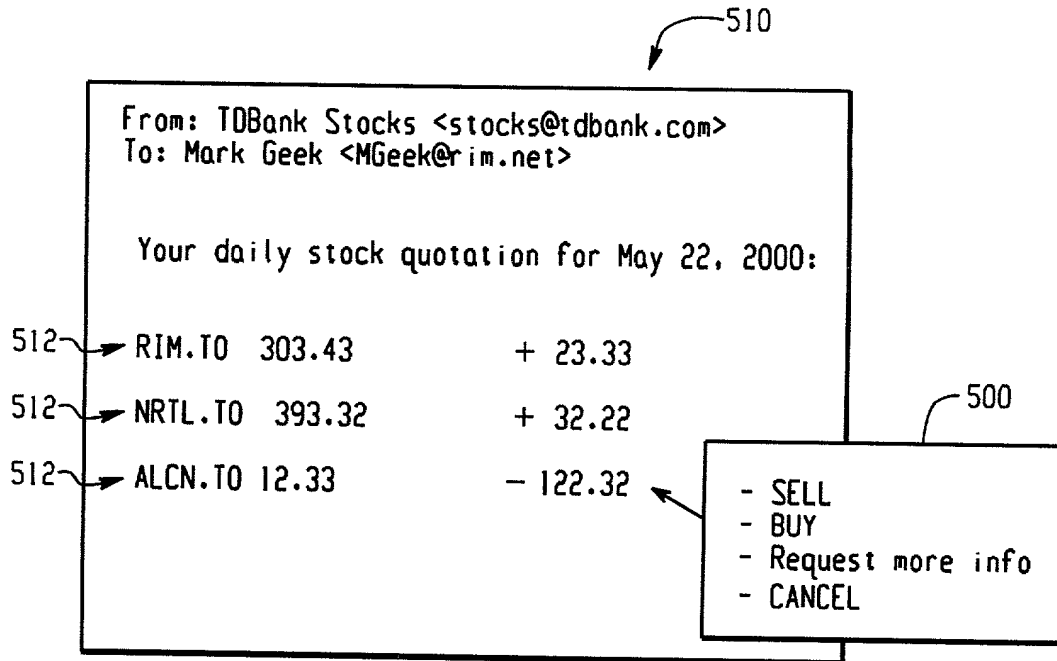 510
From: TDBank Stocks <stocks@tdbank.com>
To: Mark Geek <MGeek@rim.net>
Your daily stock quotation for May 22, 2000:
512 RIM.TO 303.43 + 23.33
512 NRTL.TO 393.32 + 32.22
500
512 ALCN.TO 12.33 - 122.32
- SELL
- BUY
- Request more info
- CANCEL